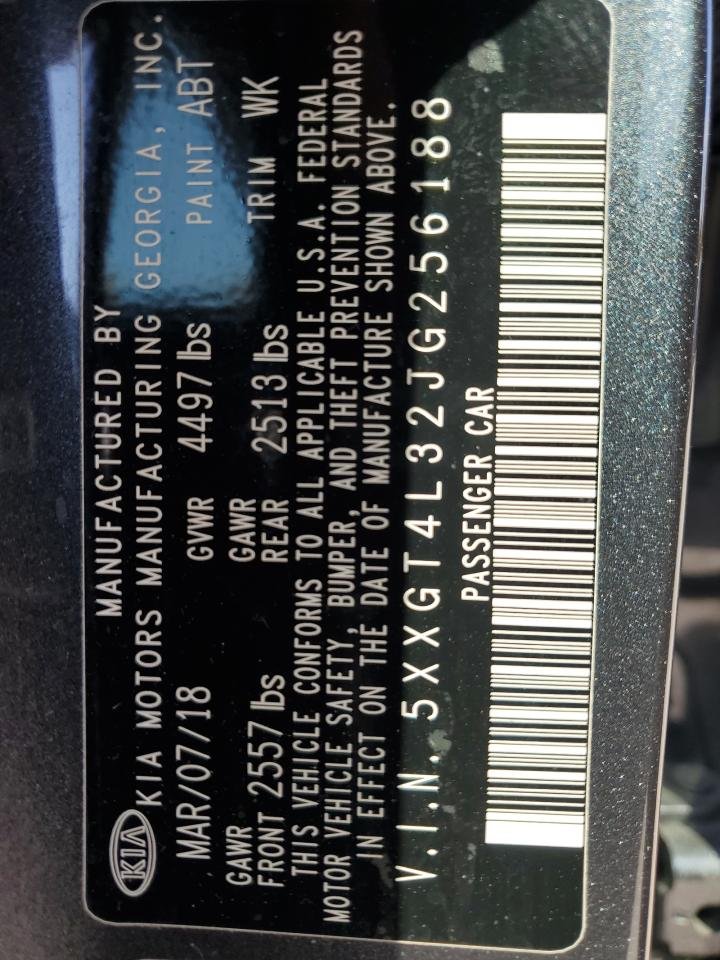 MANUFACTURED BY
KIA KIA MOTORS MANUFACTURING GEORGIA, INC.
MAR/07/18 GVWR 4497 lbs PAINT ABT
GAWR FRONT 2557 lbs GAWR REAR 2513 lbs TRIM WK
THIS VEHICLE CONFORMS TO ALL APPLICABLE U.S.A. FEDERAL
MOTOR VEHICLE SAFETY, BUMPER, AND THEFT PREVENTION STANDARDS
IN EFFECT ON THE DATE OF MANUFACTURE SHOWN ABOVE.
V.I.N. 5XXGT4L32JG256188
PASSENGER CAR